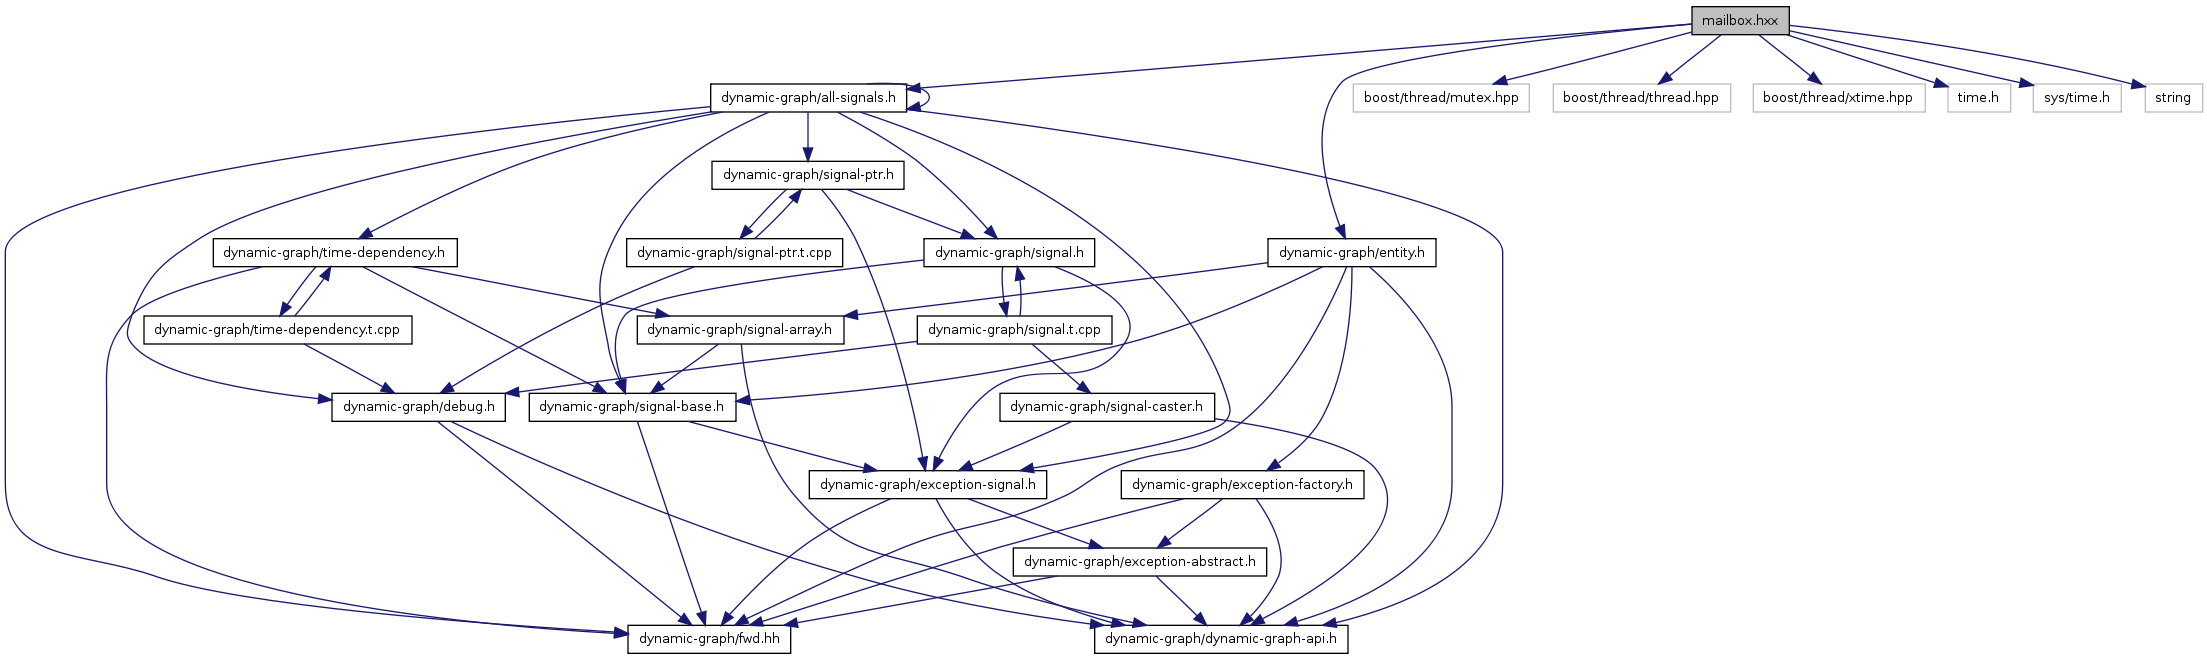 mailbox.hxx
dynamic-graph/all-signals.h
boost/thread/mutex.hpp
boost/thread/thread.hpp
boost/thread/xtime.hpp
time.h
sys/time.h
string
dynamic-graph/signal-ptr.h
dynamic-graph/time-dependency.h
dynamic-graph/signal-ptr.t.cpp
dynamic-graph/signal.h
dynamic-graph/entity.h
dynamic-graph/time-dependency.t.cpp
dynamic-graph/signal-array.h
dynamic-graph/signal.t.cpp
dynamic-graph/debug.h
dynamic-graph/signal-base.h
dynamic-graph/signal-caster.h
dynamic-graph/exception-signal.h
dynamic-graph/exception-factory.h
dynamic-graph/exception-abstract.h
dynamic-graph/fwd.hh
dynamic-graph/dynamic-graph-api.h